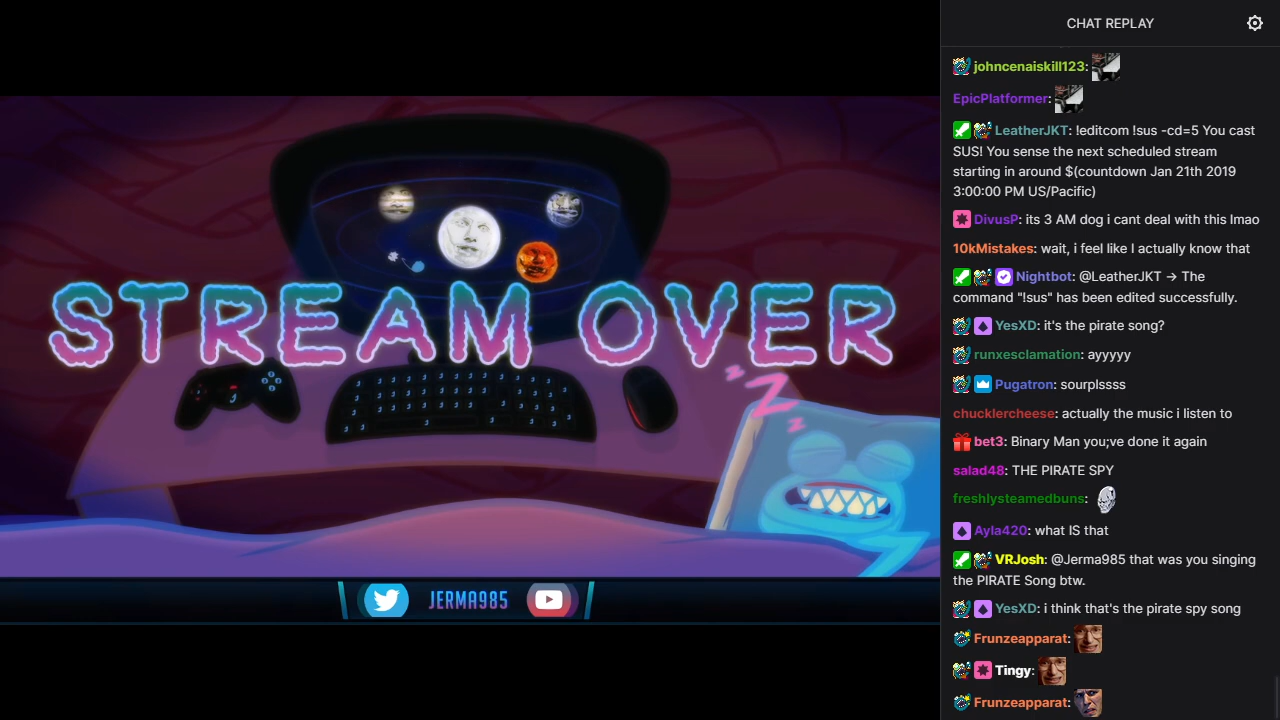 STREAM OVER
z
Z
z
JERMA985
CHAT REPLAY
johncenaiskill123:
EpicPlatformer:
LeatherJKT: !editcom !sus -cd=5 You cast
SUS! You sense the next scheduled stream
starting in around $(countdown Jan 21th 2019
3:00:00 PM US/Pacific)
DivusP: its 3 AM dog i cant deal with this lmao
10kMistakes: wait, i feel like I actually know that
Nightbot: @LeatherJKT → The
command "!sus" has been edited successfully.
YesXD: it's the pirate song?
runxesclamation: ayyyyy
Pugatron: sourplssss
chucklercheese: actually the music i listen to
bet3: Binary Man you;ve done it again
salad48: THE PIRATE SPY
freshlysteamedbuns:
Ayla420: what IS that
VRJosh: @Jerma985 that was you singing
the PIRATE Song btw.
YesXD: i think that's the pirate spy song
Frunzeapparat:
Tingy:
Frunzeapparat: